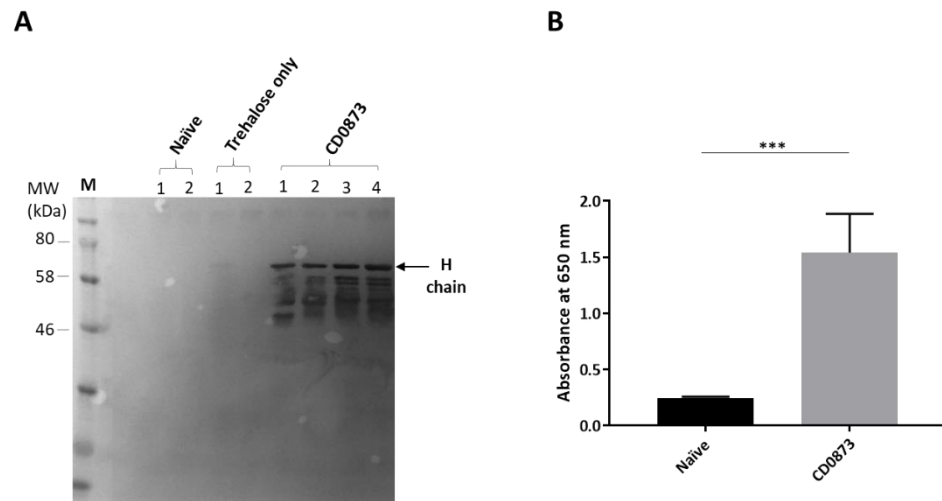 A
Naïve
Trehalose only
CD0873
MW
(kDa)
M
1 2 1 2 1 2 3 4
80
58
46
H
chain
B
***
Absorbance at 650 nm
2.0
1.5
1.0
0.5
0.0
Naïve
CD0873